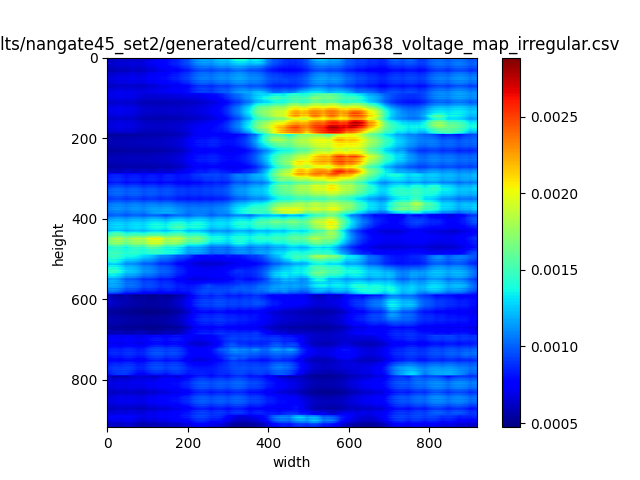 lts/nangate45_set2/generated/current_map638_voltage_map_irregular.csv
0
200
400
600
800
height
0 200 400 600 800
width
0.0025
0.0020
0.0015
0.0010
0.0005